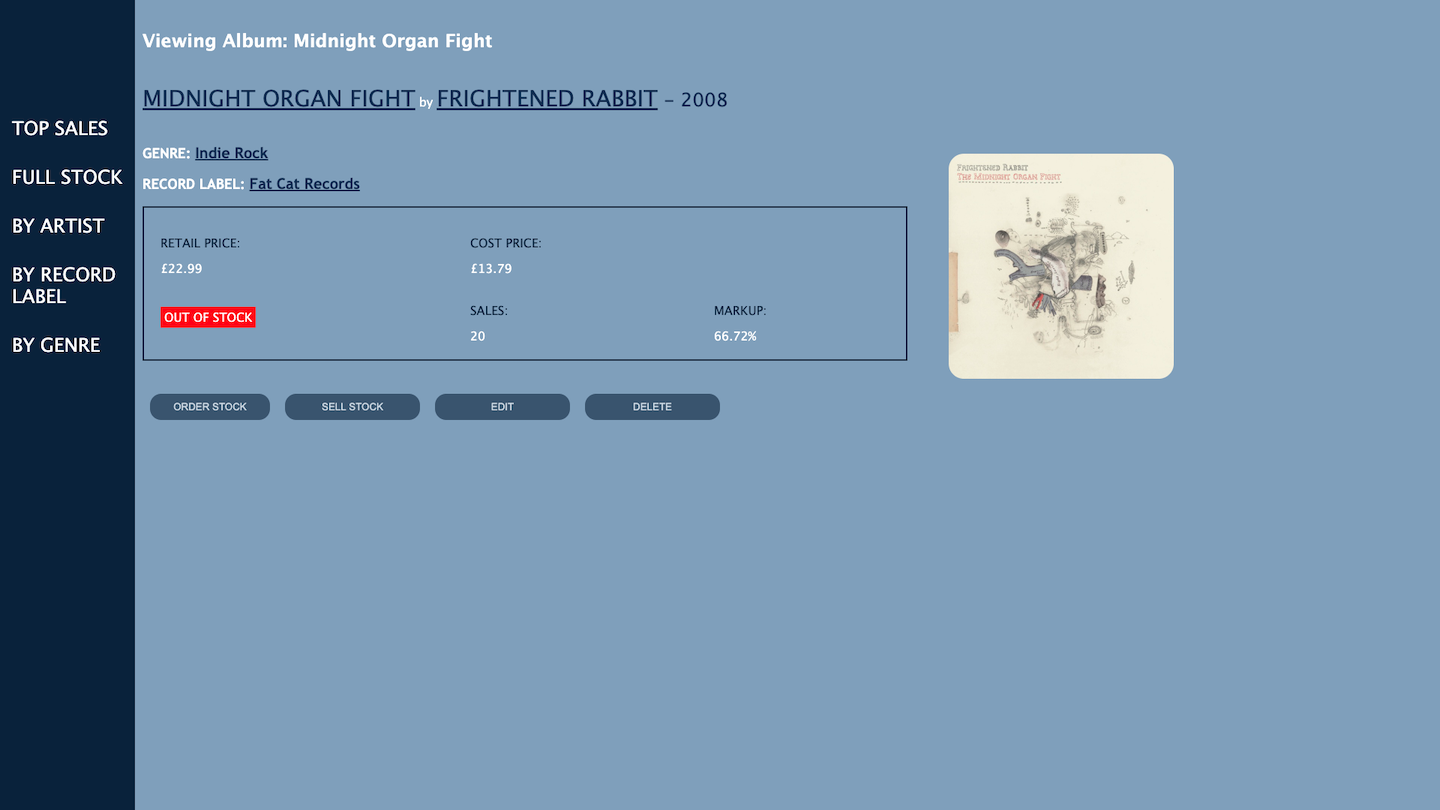 Viewing Album: Midnight Organ Fight
MIDNIGHT ORGAN FIGHT by FRIGHTENED RABBIT – 2008
TOP SALES
FULL STOCK
BY ARTIST
BY RECORD
LABEL
BY GENRE
GENRE: Indie Rock
RECORD LABEL: Fat Cat Records
RETAIL PRICE:
£22.99
COST PRICE:
£13.79
OUT OF STOCK
SALES:
20
MARKUP:
66.72%
ORDER STOCK
SELL STOCK
EDIT
DELETE
FRIGHTENED RABBIT
THE MIDNIGHT ORGAN FIGHT